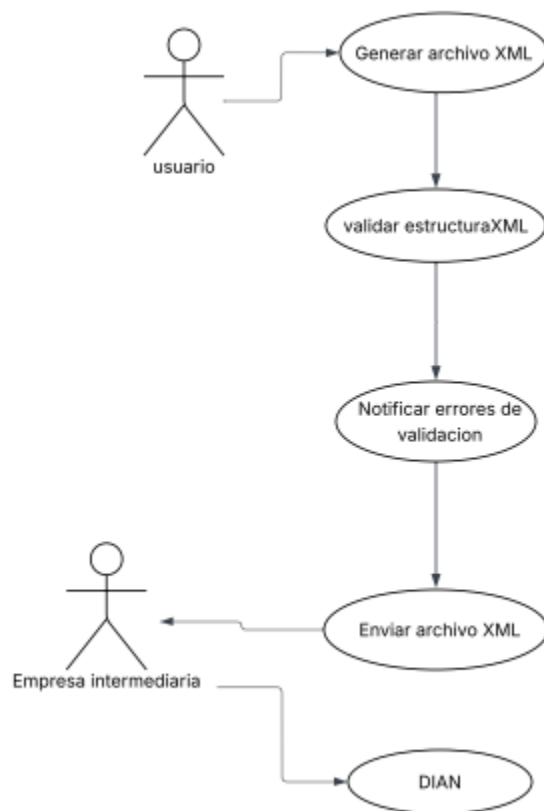 Generar archivo XML
usuario
validar estructuraXML
Notificar errores de
validacion
Enviar archivo XML
Empresa intermediaria
DIAN